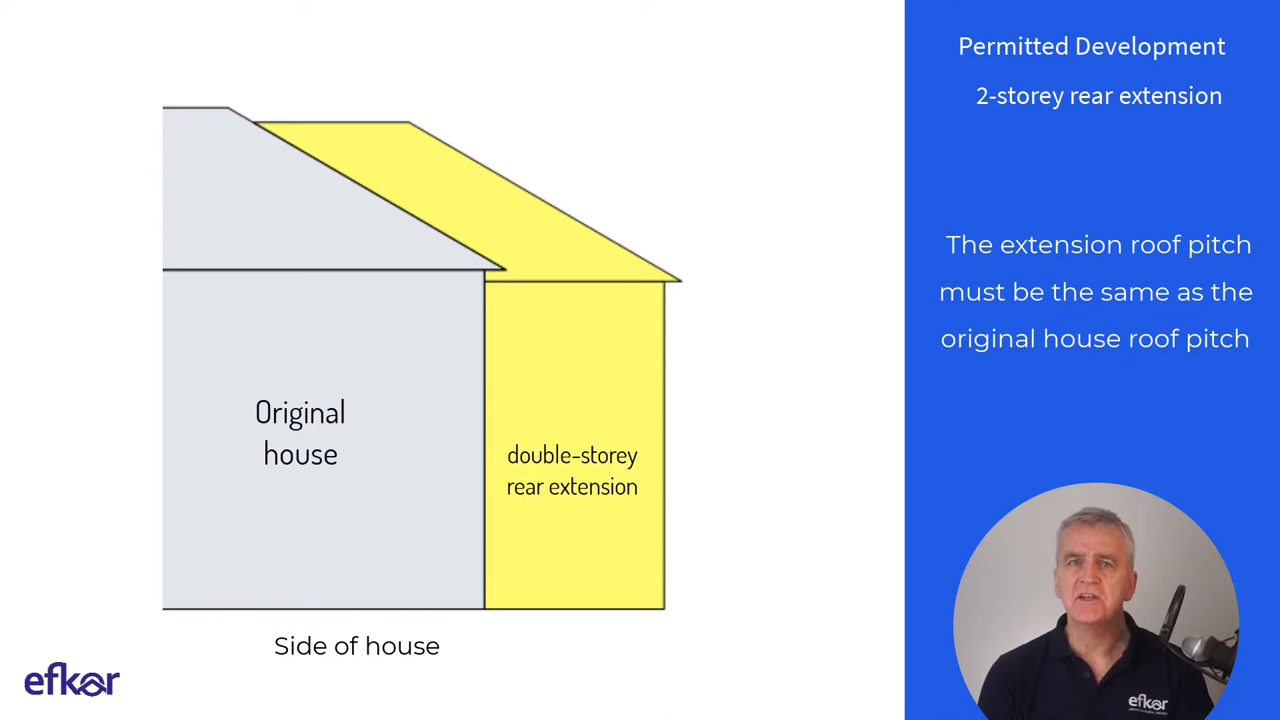 Permitted Development
2-storey rear extension
The extension roof pitch
must be the same as the
original house roof pitch
Original
house
double-storey
rear extension
Side of house
efkor
efkor